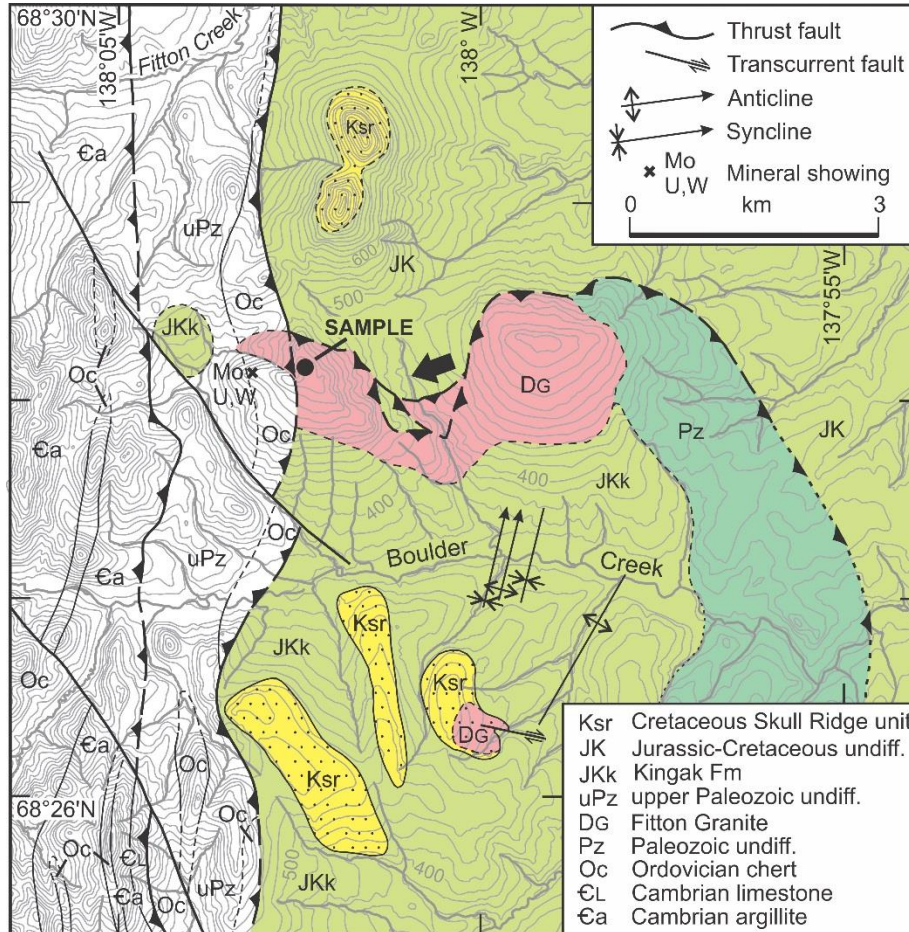 68°30'N
138°05'W
138° W
137°55'W
Fitton Creek
Thrust fault
Transcurrent fault
Anticline
Syncline
Mo
U,W
Mineral showing
0
3
km
Ksr
Єa
uPz
600
JK
500
Oc
JKk
SAMPLE
Oc
Mo
U,W
DG
Pz
JK
Єa
Oc
400
JKk
400
Oc
Boulder
Creek
uPz
Єa
Ksr
JKk
Oc
Ksr
DG
Єa
Oc
Ksr
68°26'N
Oc
Oc
ЄL
Єa
Oc
uPz
500
400
JKk
Ksr Cretaceous Skull Ridge unit
JK Jurassic-Cretaceous undiff.
JKk Kingak Fm
uPz upper Paleozoic undiff.
DG Fitton Granite
Pz Paleozoic undiff.
Oc Ordovician chert
ЄL Cambrian limestone
Єa Cambrian argillite